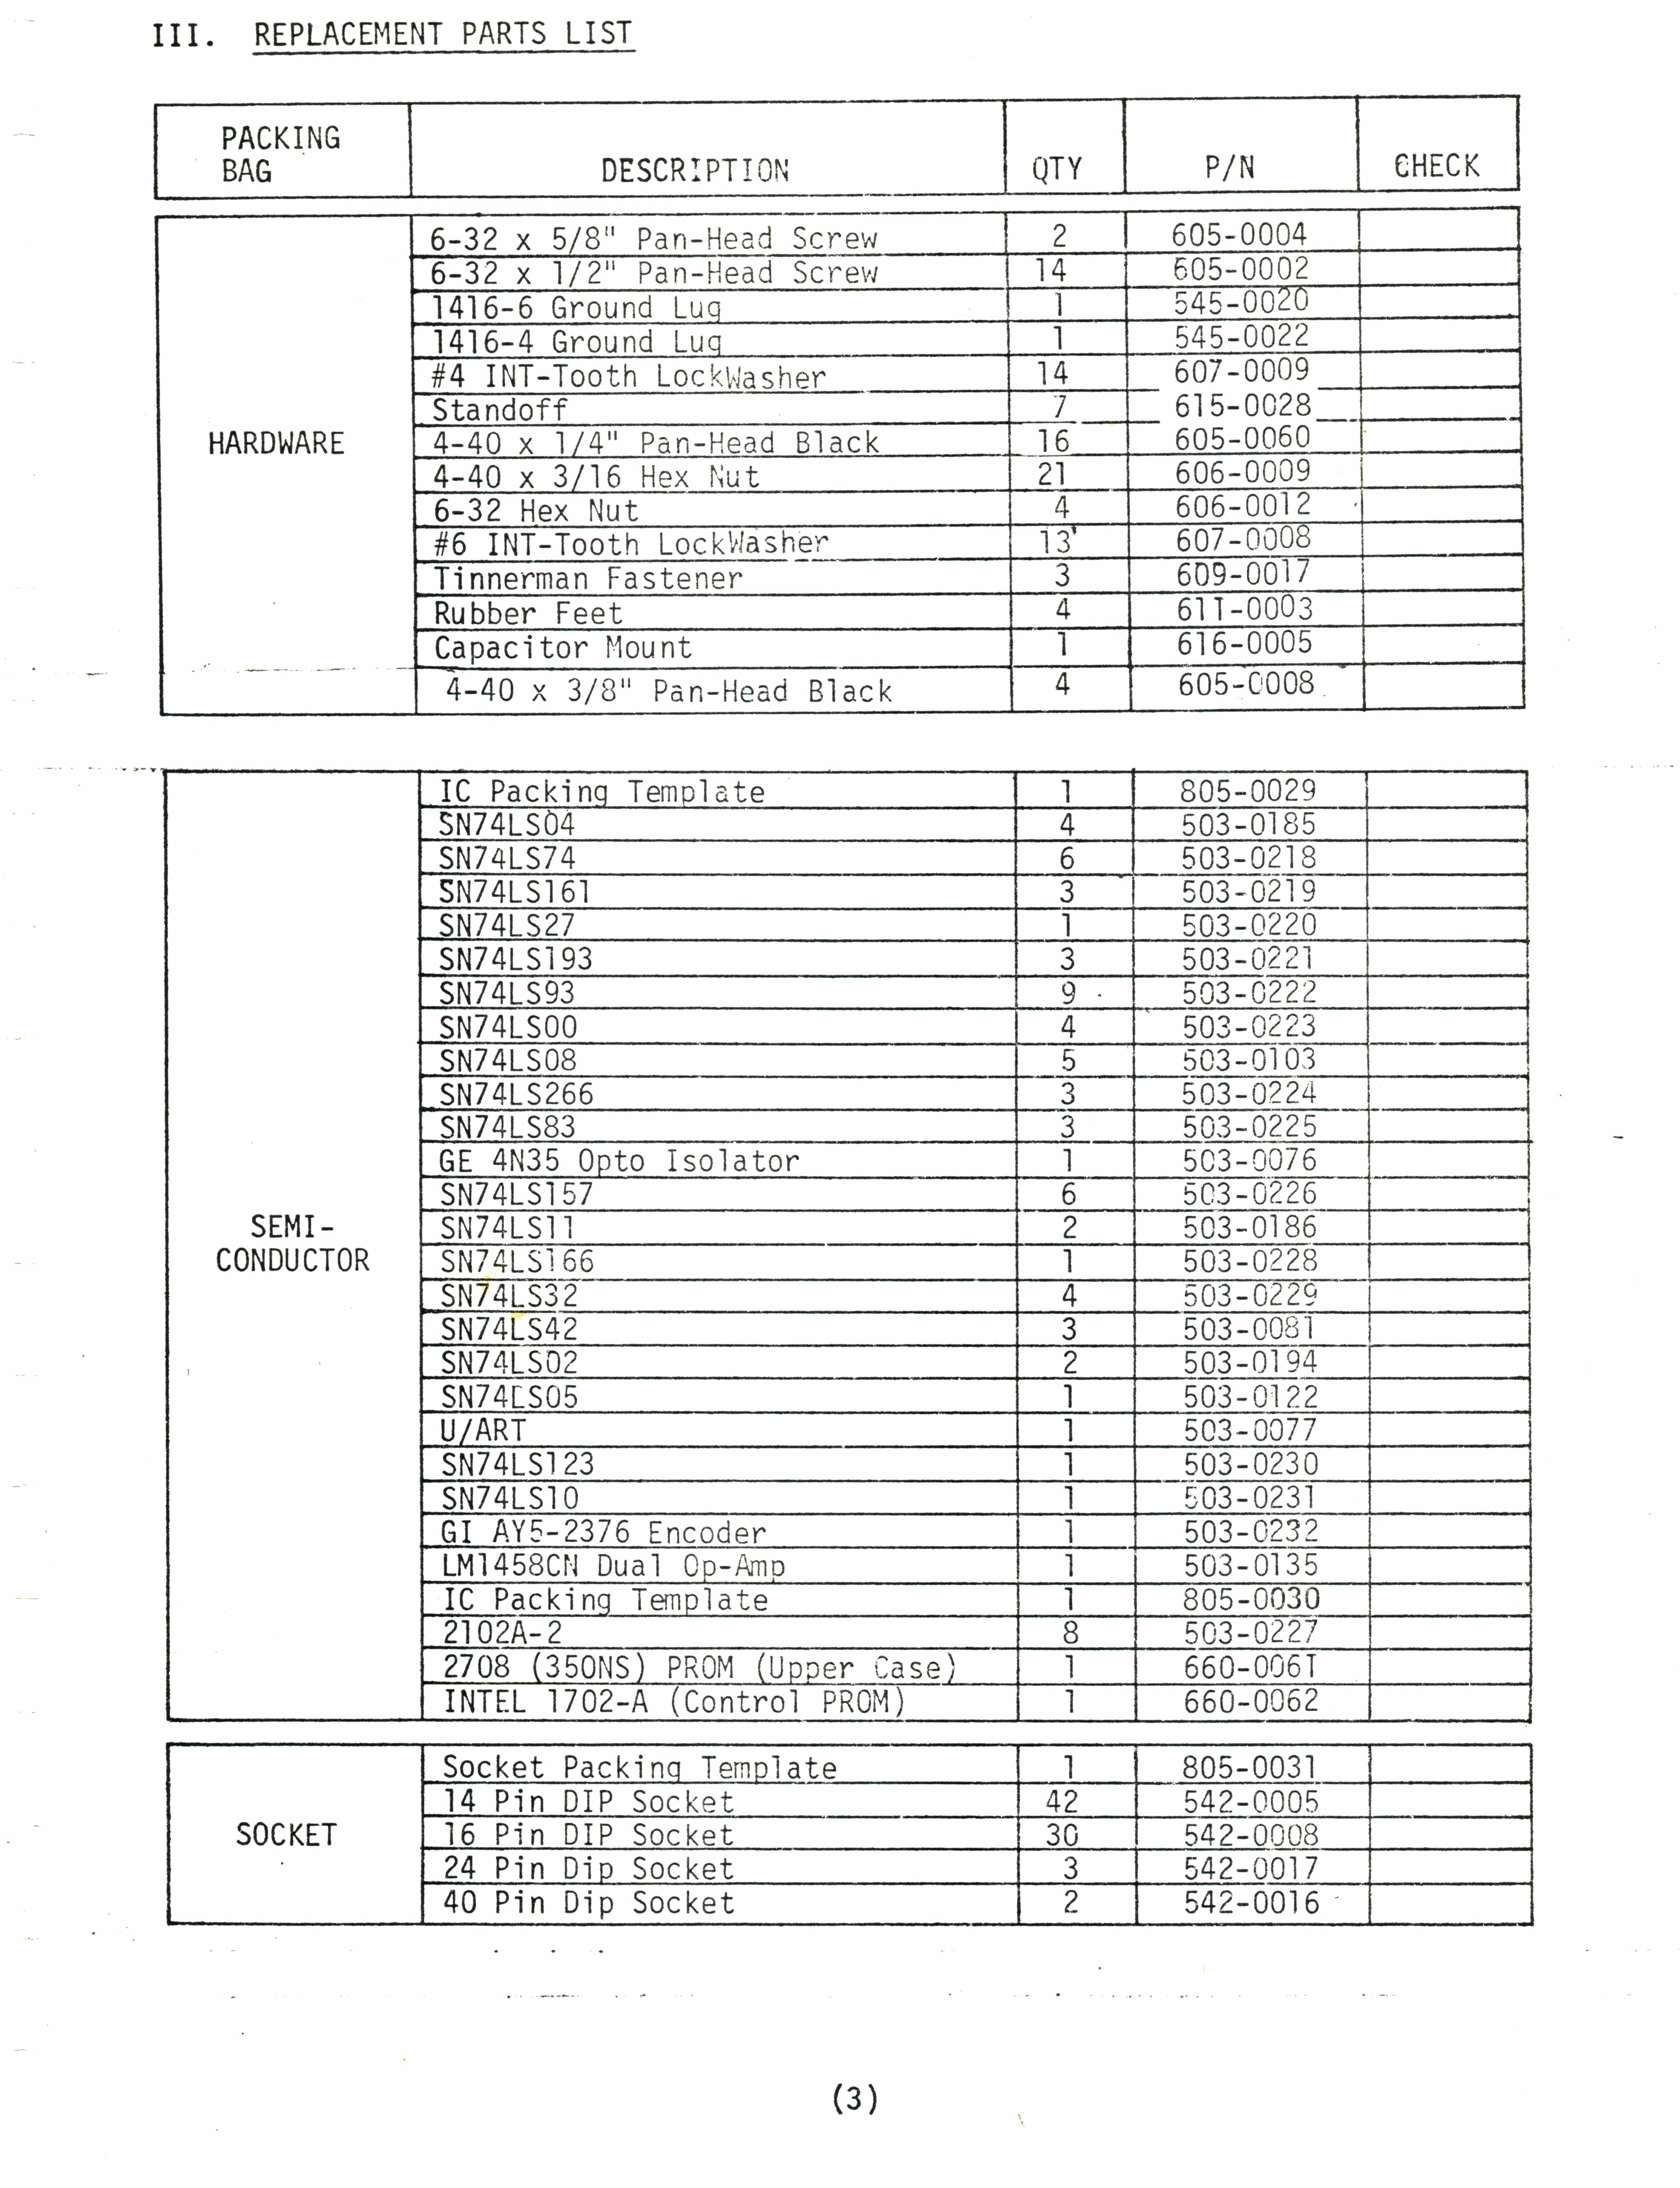 III. REPLACEMENT PARTS LIST
PACKING
BAG DESCRIPTION QTY P/N CHECK
6-32 x 5/8" Pan-Head Screw 2 605-0004
6-32 x 1/2" Pan-Head Screw 14 605-0002
1416-6 Ground Lug 1 545-0020
1416-4 Ground Lug 1 545-0022
#4 INT-Tooth LockWasher 14 607-0009
Standoff 7 615-0028
HARDWARE 4-40 x 1/4" Pan-Head Black 16 605-0060
4-40 x 3/16 Hex Nut 21 606-0009
6-32 Hex Nut 4 606-0012
#6 INT-Tooth LockWasher 13 607-0008
Tinnerman Fastener 3 609-0017
Rubber Feet 4 611-0003
Capacitor Mount 1 616-0005
4-40 x 3/8" Pan-Head Black 4 605-0008
IC Packing Template 1 805-0029
SN74LS04 4 503-0185
SN74LS74 6 503-0218
SN74LS161 3 503-0219
SN74LS27 1 503-0220
SN74LS193 3 503-0221
SN74LS93 9 503-0222
SN74LS00 4 503-0223
SN74LS08 5 503-0103
SN74LS266 3 503-0224
SN74LS83 3 503-0225
GE 4N35 Opto Isolator 1 503-0076
SN74LS157 6 503-0226
SEMI- SN74LS11 2 503-0186
CONDUCTOR SN74LS166 1 503-0228
SN74LS32 4 503-0229
SN74LS42 3 503-0081
SN74LS02 2 503-0194
SN74LS05 1 503-0122
U/ART 1 503-0077
SN74LS123 1 503-0230
SN74LS10 1 503-0231
GI AY5-2376 Encoder 1 503-0232
LM1458CN Dual Op-Amp 1 503-0135
IC Packing Template 1 805-0030
2102A-2 8 503-0227
2708 (350NS) PROM (Upper Case) 1 660-0061
INTEL 1702-A (Control PROM) 1 660-0062
Socket Packing Template 1 805-0031
14 Pin DIP Socket 42 542-0005
SOCKET 16 Pin DIP Socket 30 542-0008
24 Pin Dip Socket 3 542-0017
40 Pin Dip Socket 2 542-0016
(3)